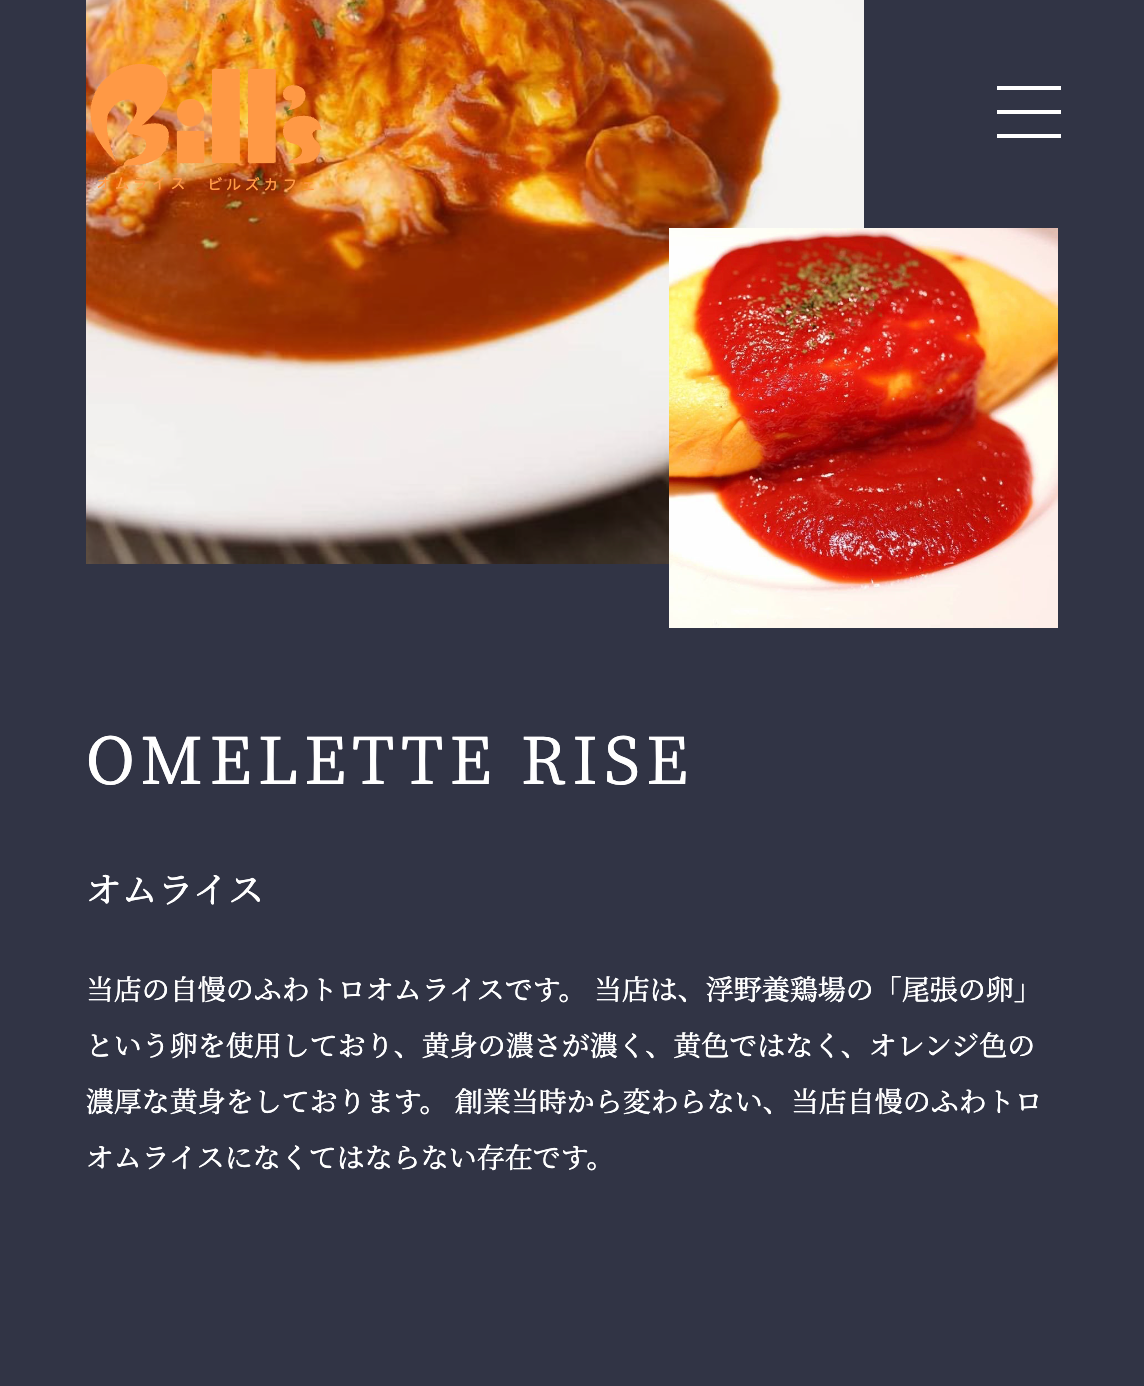 Bills
ビルズカフェ
OMELETTE RISE
オムライス
当店の自慢のふわトロオムライスです。 当店は、浮野養鶏場の「尾張の卵」
という卵を使用しており、黄身の濃さが濃く、黄色ではなく、オレンジ色の
濃厚な黄身をしております。 創業当時から変わらない、当店自慢のふわトロ
オムライスになくてはならない存在です。